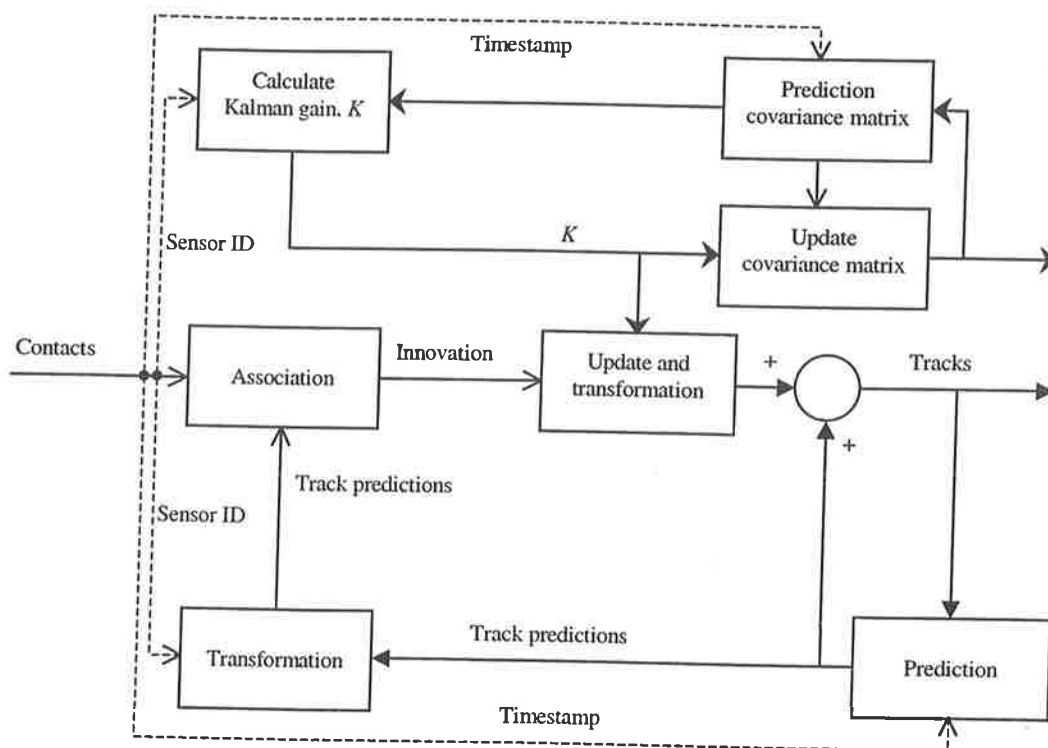 Timestamp
Calculate
Kalman gain, K
Prediction
covariance matrix
Sensor ID
K
Update
covariance matrix
Contacts
Association
Innovation
Update and
transformation
+
Tracks
+
Track predictions
Sensor ID
Transformation
Track predictions
Prediction
Timestamp